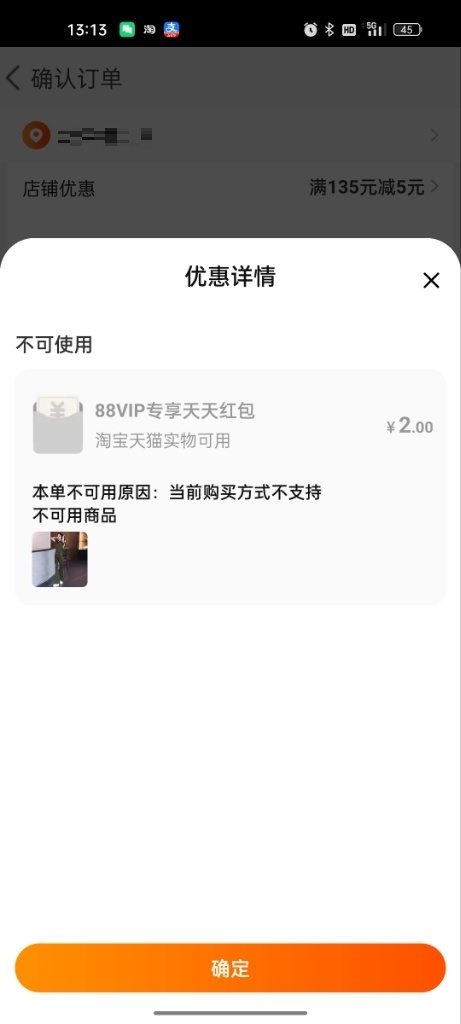 13:13
淘
支
HD
5G
45
确认订单
店铺优惠
满135元减5元
优惠详情
不可使用
88VIP专享天天红包
淘宝天猫实物可用
¥2.00
本单不可用原因：当前购买方式不支持
不可用商品
确定